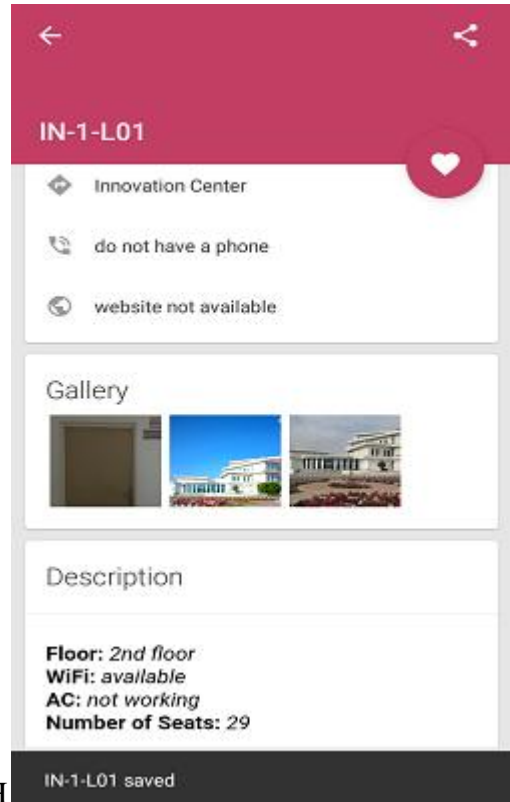 IN-1-L01
Innovation Center
do not have a phone
website not available
Gallery
Description
Floor: 2nd floor
WiFi: available
AC: not working
Number of Seats: 29
IN-1-L01 saved